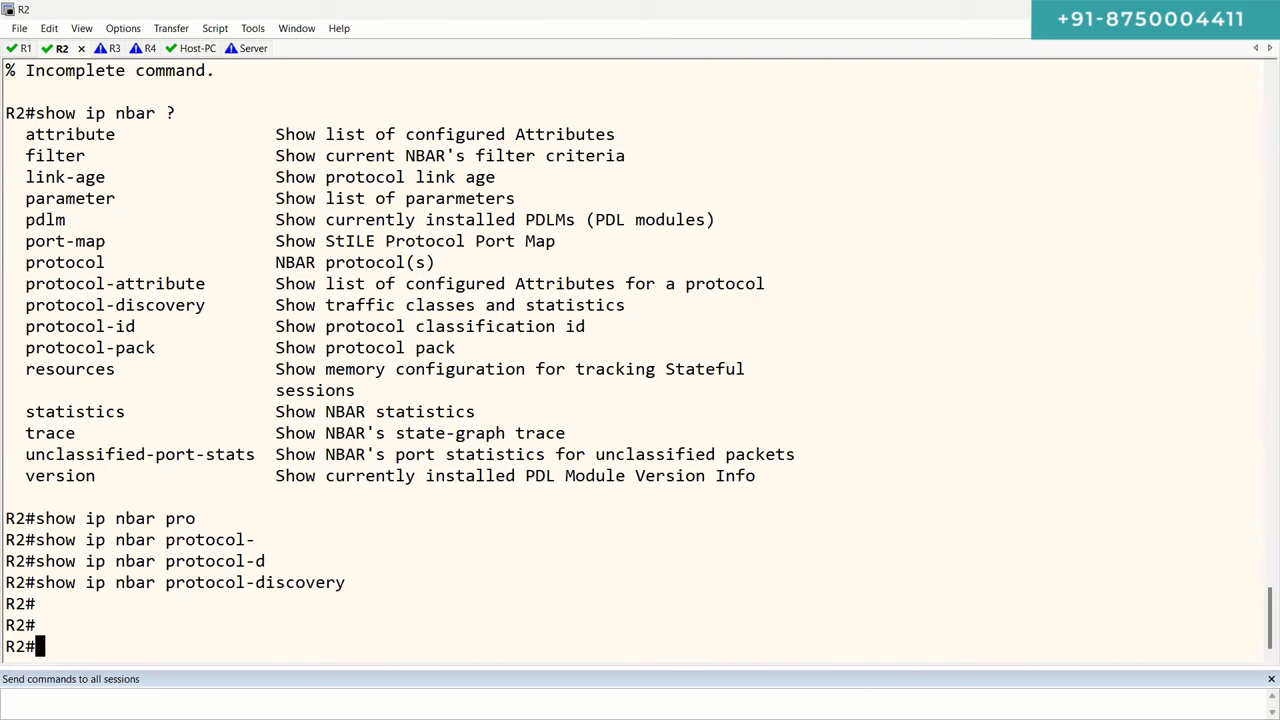 R2
+91-8750004411
File Edit View Options Transfer Script Tools Window Help
R1 R2 R3 R4 Host-PC Server
% Incomplete command.
R2#show ip nbar ?
attribute Show list of configured Attributes
filter Show current NBAR's filter criteria
link-age Show protocol link age
parameter Show list of pararmeters
pdlm Show currently installed PDLMs (PDL modules)
port-map Show StILE Protocol Port Map
protocol NBAR protocol(s)
protocol-attribute Show list of configured Attributes for a protocol
protocol-discovery Show traffic classes and statistics
protocol-id Show protocol classification id
protocol-pack Show protocol pack
resources Show memory configuration for tracking Stateful
sessions
statistics Show NBAR statistics
trace Show NBAR's state-graph trace
unclassified-port-stats Show NBAR's port statistics for unclassified packets
version Show currently installed PDL Module Version Info
R2#show ip nbar pro
R2#show ip nbar protocol-
R2#show ip nbar protocol-d
R2#show ip nbar protocol-discovery
R2#
R2#
R2#
Send commands to all sessions